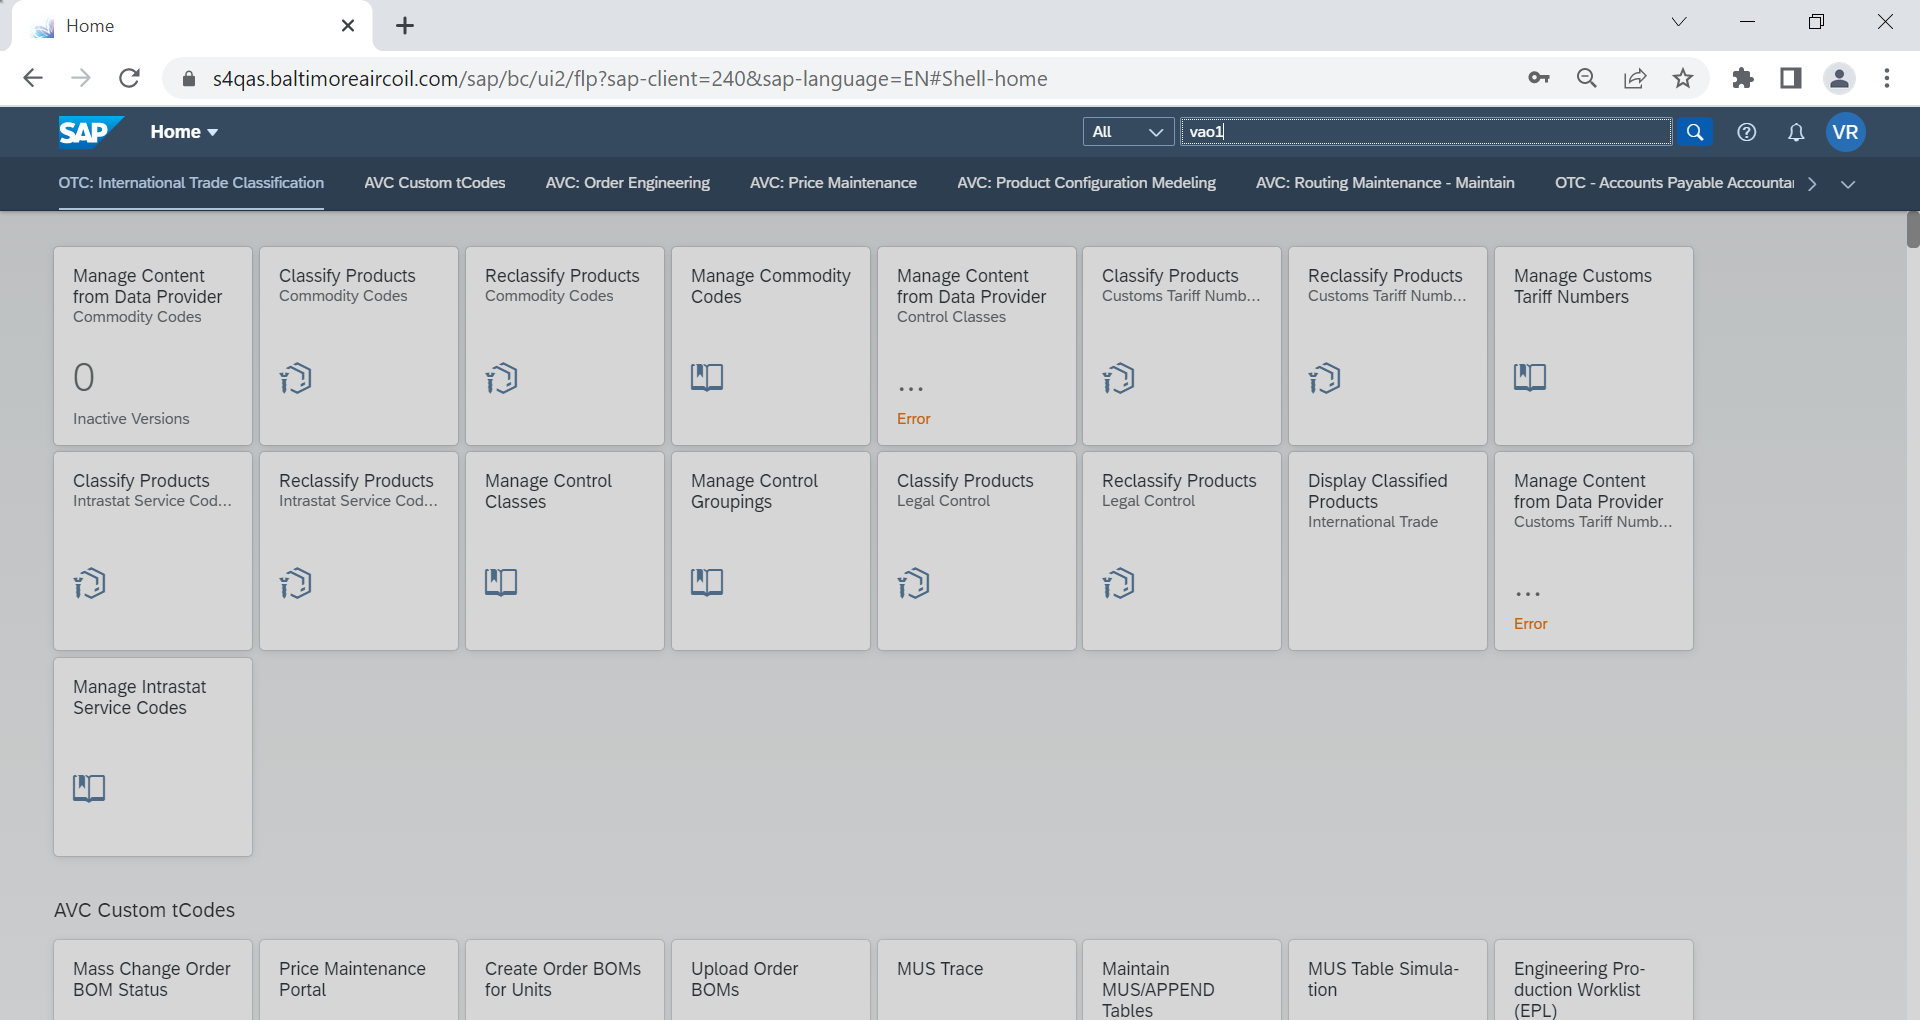 Home
s4qas.baltimoreaircoil.com/sap/bc/ui2/flp?sap-client=240&sap-language=EN#Shell-home
SAP Home All vao1 VR
OTC: International Trade Classification AVC Custom tCodes AVC: Order Engineering AVC: Price Maintenance AVC: Product Configuration Medeling AVC: Routing Maintenance - Maintain OTC - Accounts Payable Accountan
Manage Content
from Data Provider
Commodity Codes
0
Inactive Versions
Classify Products
Commodity Codes
Reclassify Products
Commodity Codes
Manage Commodity
Codes
Manage Content
from Data Provider
Control Classes
...
Error
Classify Products
Customs Tariff Numb...
Reclassify Products
Customs Tariff Numb...
Manage Customs
Tariff Numbers
Classify Products
Intrastat Service Cod...
Reclassify Products
Intrastat Service Cod...
Manage Control
Classes
Manage Control
Groupings
Classify Products
Legal Control
Reclassify Products
Legal Control
Display Classified
Products
International Trade
Manage Content
from Data Provider
Customs Tariff Numb...
...
Error
Manage Intrastat
Service Codes
AVC Custom tCodes
Mass Change Order
BOM Status
Price Maintenance
Portal
Create Order BOMs
for Units
Upload Order
BOMs
MUS Trace
Maintain
MUS/APPEND
Tables
MUS Table Simula-
tion
Engineering Pro-
duction Worklist
(EPL)